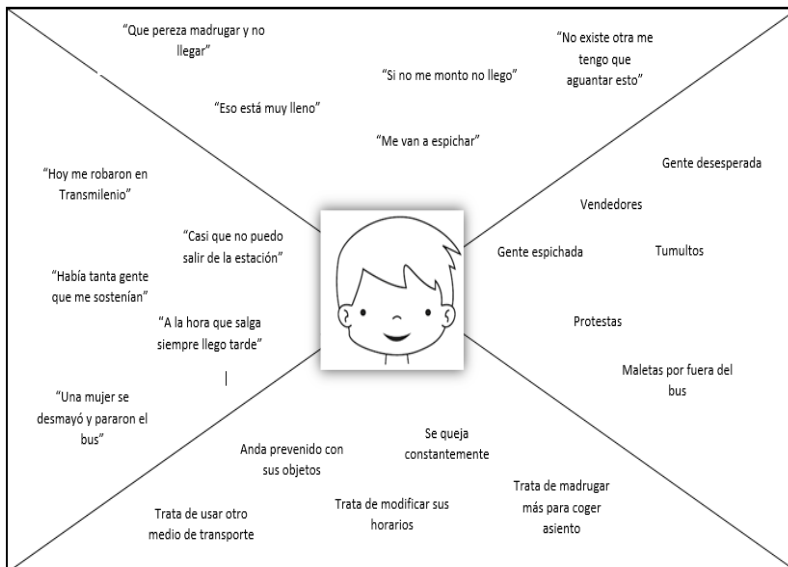 “Que pereza madrugar y no
llegar”
“No existe otra me
tengo que
aguantar esto”
“Si no me monto no llego”
“Eso está muy lleno”
“Me van a espichar”
“Hoy me robaron en
Transmilenio”
“Casi que no puedo
salir de la estación”
“Había tanta gente
que me sostenían”
“A la hora que salga
siempre llego tarde”
“Una mujer se
desmayó y pararon el
bus”
Gente desesperada
Vendedores
Gente espichada
Tumultos
Protestas
Maletas por fuera del
bus
Se queja
constantemente
Anda prevenido con
sus objetos
Trata de madrugar
más para coger
asiento
Trata de modificar sus
horarios
Trata de usar otro
medio de transporte